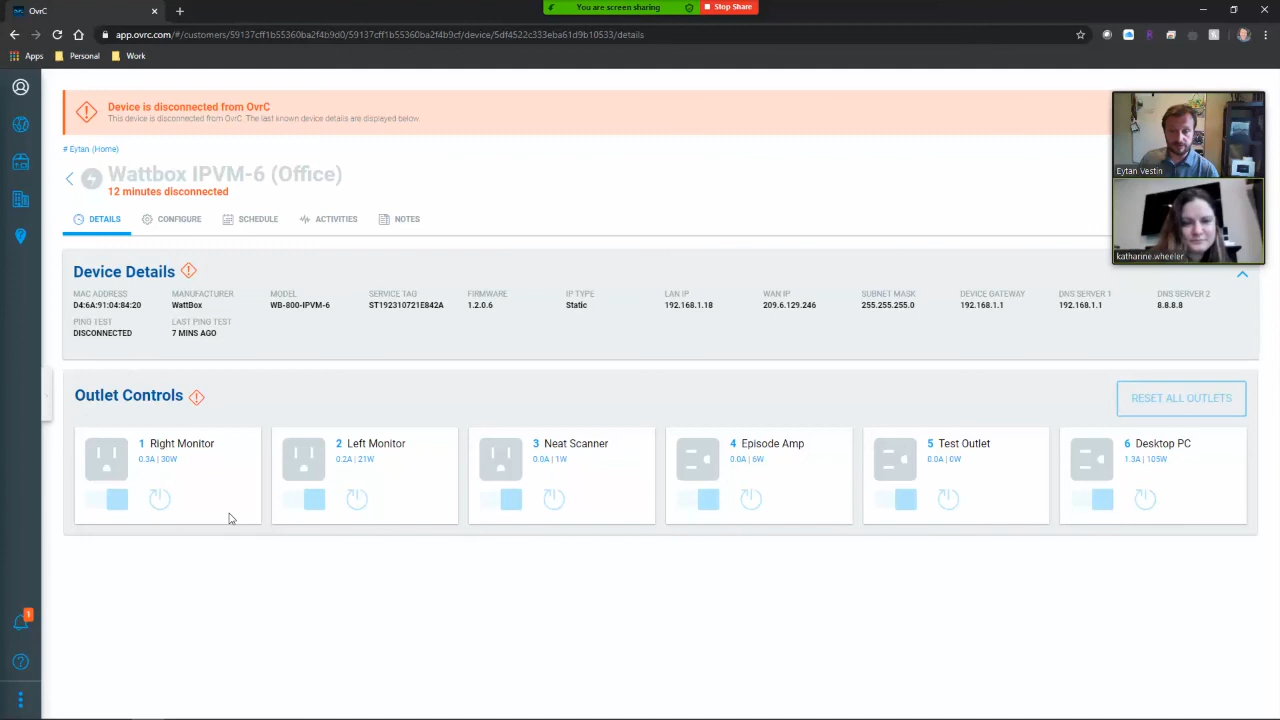 OvrC
You are screen sharing
Stop Share
app.ovrc.com/#/customers/59137cff1b55360ba2f4b9d0/59137cff1b55360ba2f4b9cf/device/5df4522c333eba61d9b10533/details
Apps
Personal
Work
Device is disconnected from OvrC
This device is disconnected from OvrC. The last known device details are displayed below.
# Eytan (Home)
Wattbox IPVM-6 (Office)
12 minutes disconnected
DETAILS
CONFIGURE
SCHEDULE
ACTIVITIES
NOTES
Eytan Vestin
katharine.wheeler
Device Details
MAC ADDRESS
D4:6A:91:04:84:20
MANUFACTURER
WattBox
MODEL
WB-800-IPVM-6
SERVICE TAG
ST192310721E842A
FIRMWARE
1.2.0.6
IP TYPE
Static
LAN IP
192.168.1.18
WAN IP
209.6.129.246
SUBNET MASK
255.255.255.0
DEVICE GATEWAY
192.168.1.1
DNS SERVER 1
192.168.1.1
DNS SERVER 2
8.8.8.8
PING TEST
DISCONNECTED
LAST PING TEST
7 MINS AGO
Outlet Controls
RESET ALL OUTLETS
1 Right Monitor
0.3A | 30W
2 Left Monitor
0.2A | 21W
3 Neat Scanner
0.0A | 1W
4 Episode Amp
0.0A | 6W
5 Test Outlet
0.0A | 0W
6 Desktop PC
1.3A | 105W
1